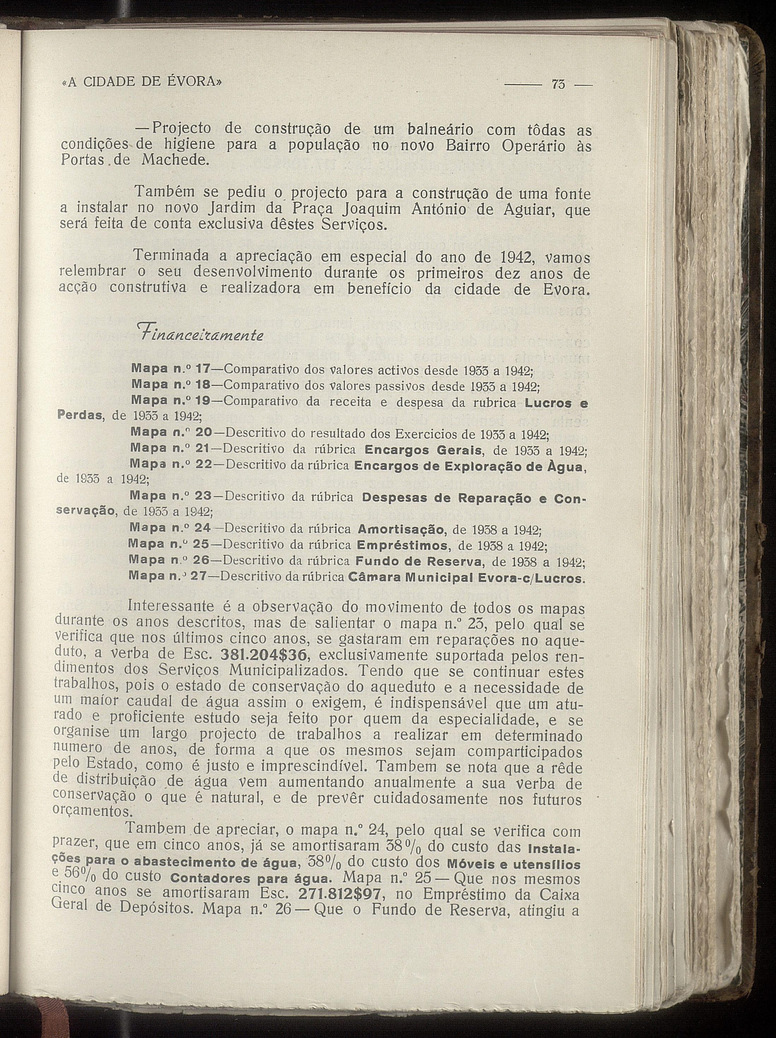 «A CIDADE DE ÉVORA» 73
—Projecto de construção de um balneário com tôdas as
condições de higiene para a população no novo Bairro Operário às
Portas de Machede.
Também se pediu o projecto para a construção de uma fonte
a instalar no novo Jardim da Praça Joaquim António de Aguiar, que
será feita de conta exclusiva dêstes Serviços.
Terminada a apreciação em especial do ano de 1942, vamos
relembrar o seu desenvolvimento durante os primeiros dez anos de
acção construtiva e realizadora em benefício da cidade de Evora.
Financeiramente
Mapa n.º 17—Comparativo dos valores activos desde 1933 a 1942;
Mapa n.º 18—Comparativo dos valores passivos desde 1933 a 1942;
Mapa n.º 19—Comparativo da receita e despesa da rubrica Lucros e
Perdas, de 1933 a 1942;
Mapa n.º 20—Descritivo do resultado dos Exercicios de 1933 a 1942;
Mapa n.º 21—Descritivo da rúbrica Encargos Gerais, de 1933 a 1942;
Mapa n.º 22—Descritivo da rúbrica Encargos de Exploração de Àgua,
de 1933 a 1942;
Mapa n.º 23—Descritivo da rúbrica Despesas de Reparação e Con-
servação, de 1933 a 1942;
Mapa n.º 24—Descritivo da rúbrica Amortisação, de 1938 a 1942;
Mapa n.º 25—Descritivo da rúbrica Empréstimos, de 1938 a 1942;
Mapa n.º 26—Descritivo da rúbrica Fundo de Reserva, de 1938 a 1942;
Mapa n.º 27—Descritivo da rúbrica Câmara Municipal Evora-c/Lucros.
Interessante é a observação do movimento de todos os mapas
durante os anos descritos, mas de salientar o mapa n.º 23, pelo qual se
verifica que nos últimos cinco anos, se gastaram em reparações no aque-
duto, a verba de Esc. 381.204$36, exclusivamente suportada pelos ren-
dimentos dos Serviços Municipalizados. Tendo que se continuar estes
trabalhos, pois o estado de conservação do aqueduto e a necessidade de
um maíor caudal de água assim o exigem, é indispensável que um atu-
rado e proficiente estudo seja feito por quem da especialidade, e se
organise um largo projecto de trabalhos a realizar em determinado
numero de anos, de forma a que os mesmos sejam comparticipados
pelo Estado, como é justo e imprescindível. Tambem se nota que a rêde
de distribuição de água vem aumentando anualmente a sua verba de
conservação o que é natural, e de prevêr cuidadosamente nos futuros
orçamentos.
Tambem de apreciar, o mapa n.º 24, pelo qual se verifica com
prazer, que em cinco anos, já se amortisaram 38% do custo das Instala-
ções para o abastecimento de água, 38% do custo dos Móveis e utensílios
e 56% do custo Contadores para água. Mapa n.º 25—Que nos mesmos
cinco anos se amortisaram Esc. 271.812$97, no Empréstimo da Caixa
Geral de Depósitos. Mapa n.º 26—Que o Fundo de Reserva, atingiu a